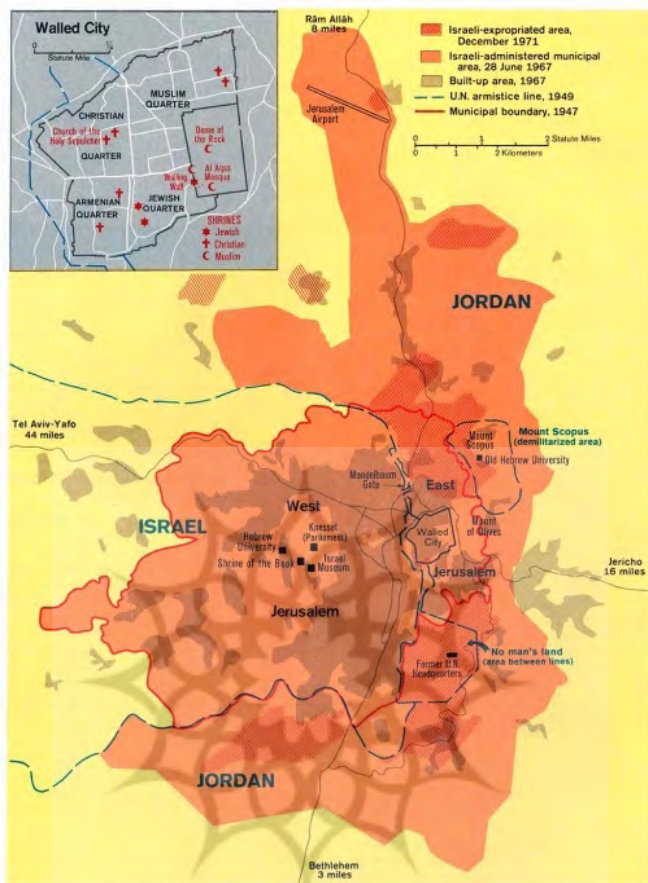 Walled City
0
Statute Mile
MUSLIM
QUARTER
CHRISTIAN
Church of the
Holy Sepulcher
QUARTER
Dome of
the Rock
Wailing
Wall
Al Aqsa
Mosque
ARMENIAN
QUARTER
JEWISH
QUARTER
SHRINES
Jewish
Christian
Muslim
Rām Allāh
8 miles
Israeli-expropriated area,
December 1971
Israeli-administered municipal
area, 28 June 1967
Built-up area, 1967
U.N. armistice line, 1949
Municipal boundary, 1947
0 1 2 Statute Miles
0 1 2 Kilometers
Jerusalem
Airport
JORDAN
Tel Aviv-Yafo
44 miles
Mount
Scopus
Mount Scopus
(demilitarized area)
Old Hebrew University
Mandelbaum
Gate
East
West
ISRAEL
Knesset
(Parliament)
Hebrew
University
Shrine of the Book
Israel
Museum
Walled
City
Mount
of Olives
Jerusalem
Jericho
16 miles
Jerusalem
No man's land
(area between lines)
Former U.N.
Headquarters
JORDAN
Bethlehem
3 miles